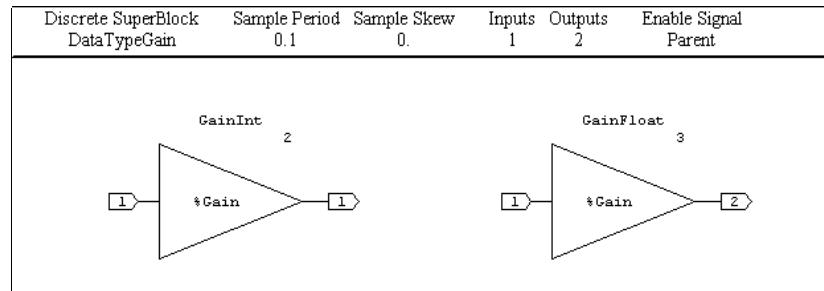 Discrete SuperBlock Sample Period Sample Skew Inputs Outputs Enable Signal
DataTypeGain 0.1 0. 1 2 Parent
GainInt
2
1 %Gain 1
GainFloat
3
1 %Gain 2